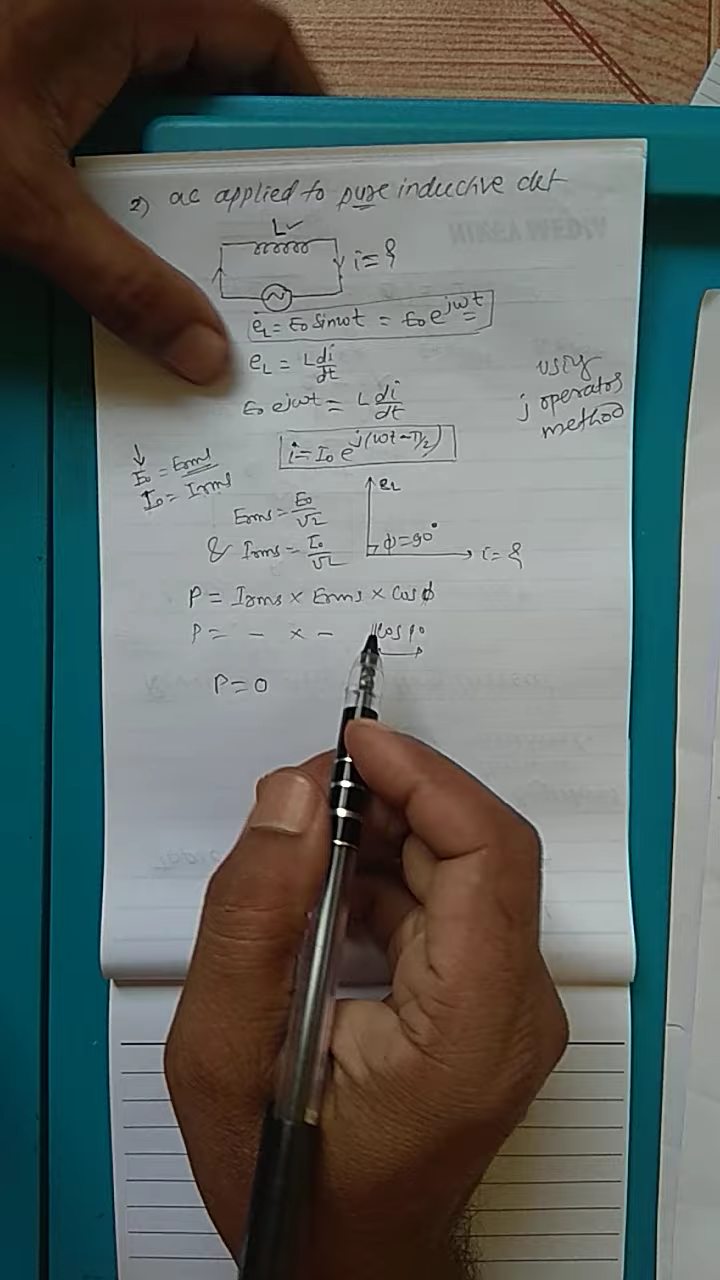 2) ac applied to pure inductive ckt
L✓
i = ?
eL = E₀ sinωt = E₀ e^jωt
eL = L di/dt
using
j operator
method
E₀ e^jωt = L di/dt
i = I₀ e^j(ωt-π/2)
↓
E₀ = Erms
I₀ = Irms
eL
Erms = E₀/√2
& Irms = I₀/√2
ϕ = 90°
i = ?
P = Irms × Erms × Cos ϕ
P = - × - Cos 90
P = 0